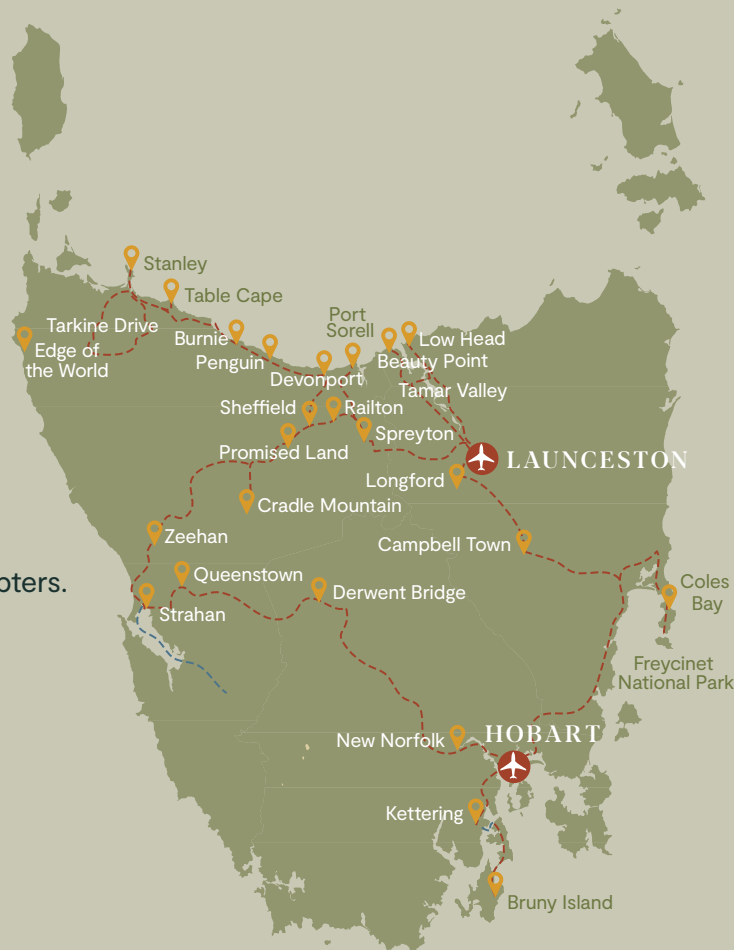 Stanley
Table Cape
Port
Sorell
Tarkine Drive
Burnie
Low Head
Edge of
the World
Penguin
Beauty Point
Devonport
Tamar Valley
Sheffield
Railton
Spreyton
Promised Land
LAUNCESTON
Longford
Cradle Mountain
Zeehan
Campbell Town
Queenstown
pters.
Coles
Bay
Derwent Bridge
Strahan
Freycinet
National Park
New Norfolk
HOBART
Kettering
Bruny Island